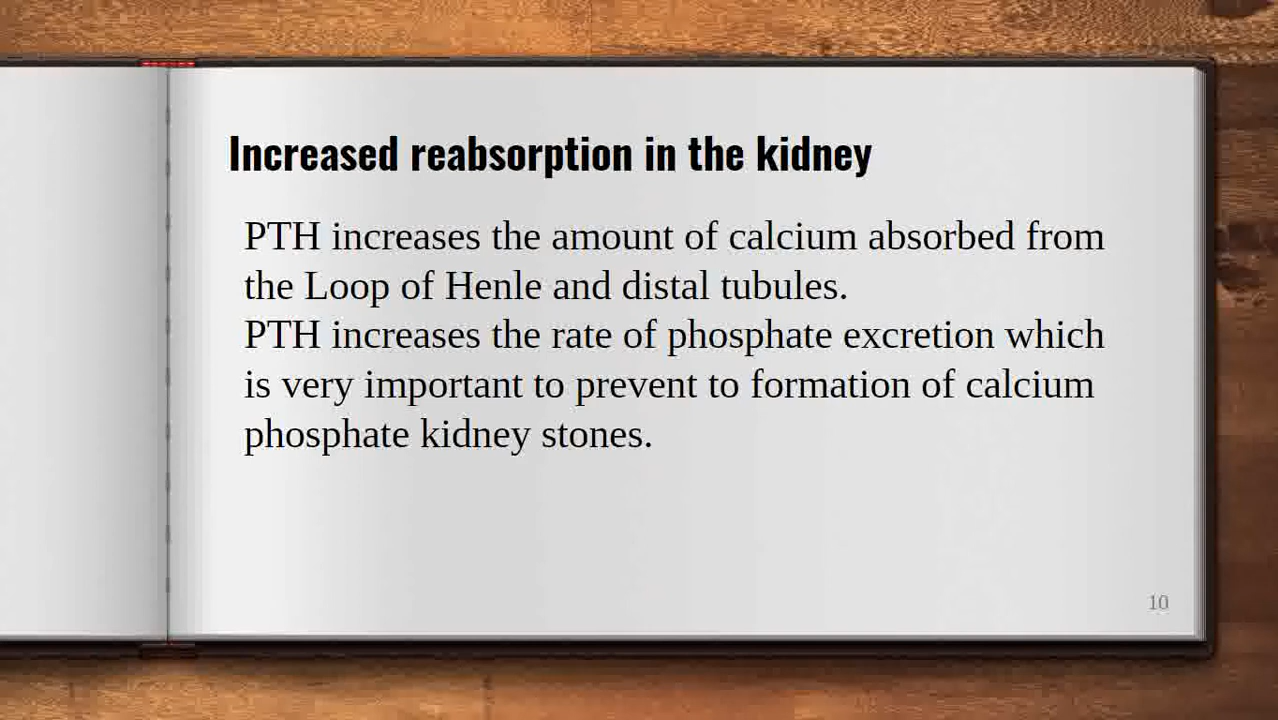 Increased reabsorption in the kidney
PTH increases the amount of calcium absorbed from
the Loop of Henle and distal tubules.
PTH increases the rate of phosphate excretion which
is very important to prevent to formation of calcium
phosphate kidney stones.
10